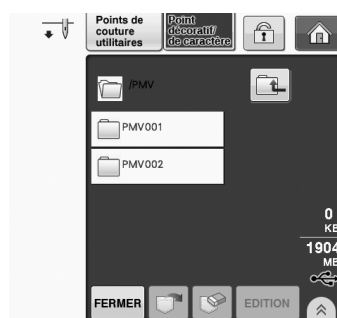 Points de
couture
utilitaires
Point
décoratif/
de caractère
/PMV
PMV001
PMV002
0
KB
1904
MB
FERMER
EDITION